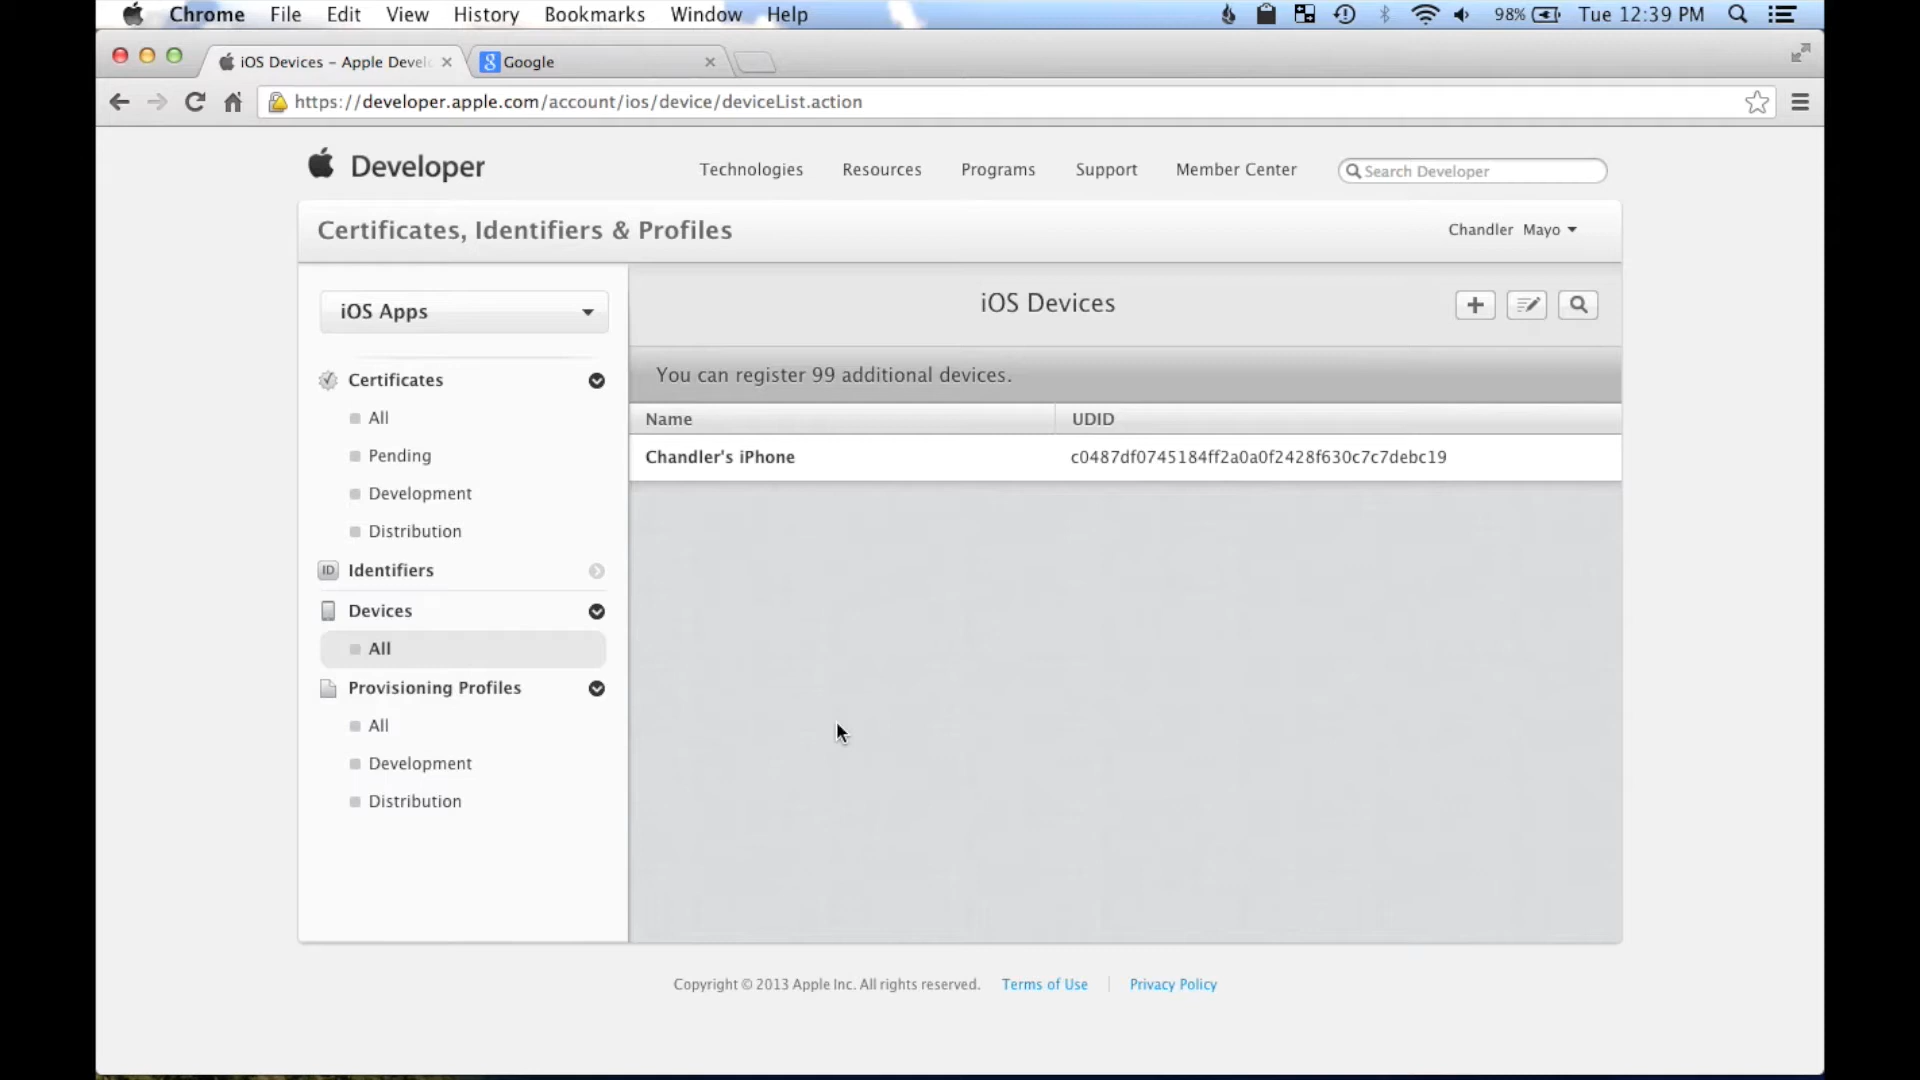 Chrome File Edit View History Bookmarks Window Help 98% Tue 12:39 PM
iOS Devices – Apple Devel Google
https://developer.apple.com/account/ios/device/deviceList.action
Developer Technologies Resources Programs Support Member Center Search Developer
Certificates, Identifiers & Profiles Chandler Mayo
iOS Apps
iOS Devices
You can register 99 additional devices.
Name UDID
Chandler's iPhone c0487df0745184ff2a0a0f2428f630c7c7debc19
Certificates
All
Pending
Development
Distribution
ID Identifiers
Devices
All
Provisioning Profiles
All
Development
Distribution
Copyright © 2013 Apple Inc. All rights reserved. Terms of Use Privacy Policy